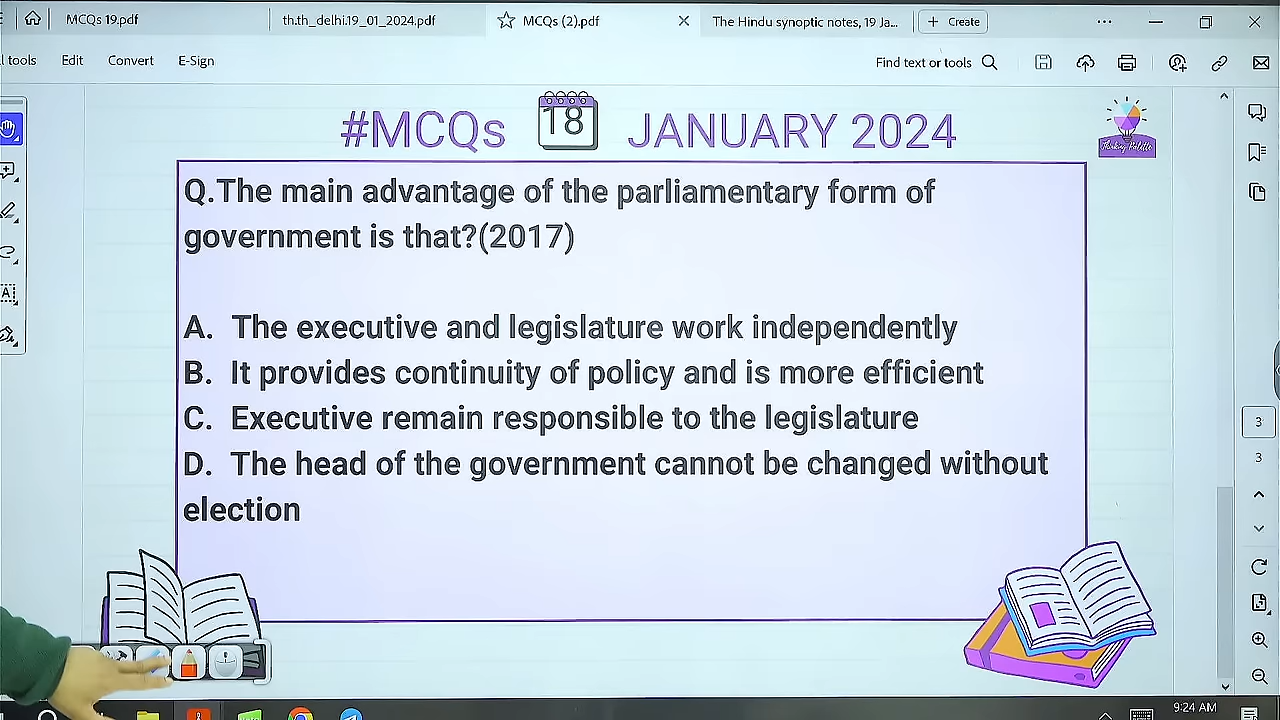 MCQs 19.pdf
th.th_delhi19_01_2024.pdf
MCQs (2).pdf
The Hindu synoptic notes, 19 Ja...
+ Create
l tools
Edit
Convert
E-Sign
Find text or tools
#MCQs 18 JANUARY 2024
Thinking Palette
Q.The main advantage of the parliamentary form of
government is that?(2017)
A. The executive and legislature work independently
B. It provides continuity of policy and is more efficient
C. Executive remain responsible to the legislature
D. The head of the government cannot be changed without
election
3
3
9:24 AM